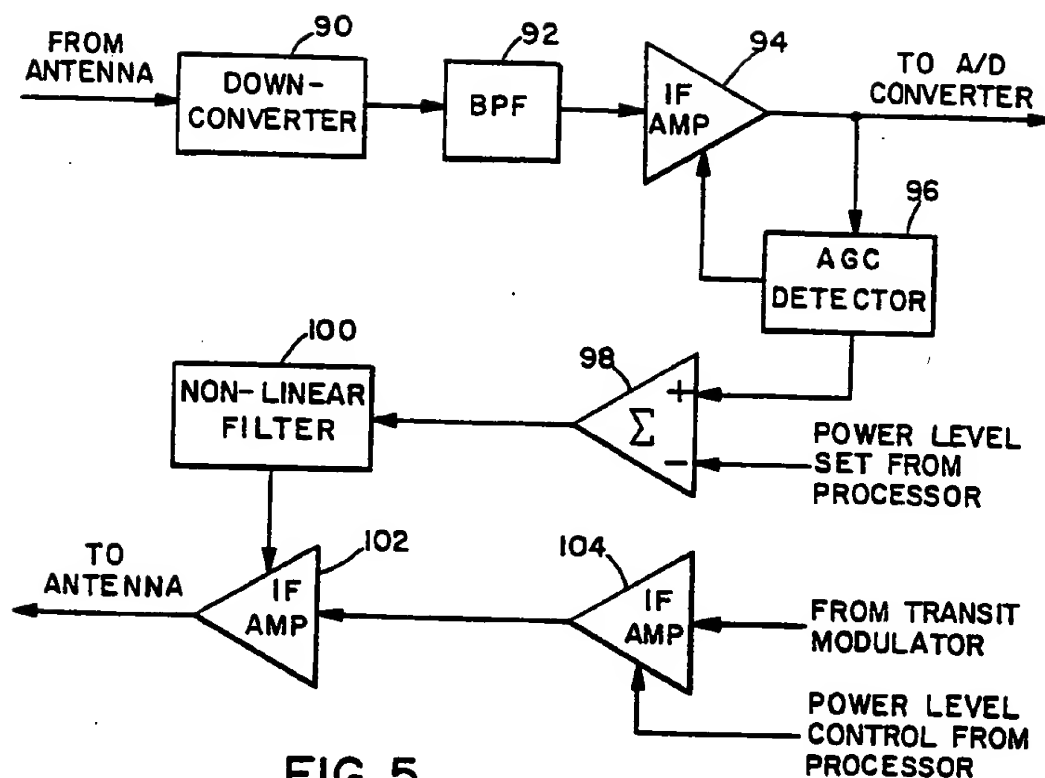 FROM
ANTENNA
90
DOWN-
CONVERTER
92
BPF
94
IF
AMP
TO A/D
CONVERTER
96
AGC
DETECTOR
100
NON-LINEAR
FILTER
98
Σ
+
-
POWER LEVEL
SET FROM
PROCESSOR
TO
ANTENNA
102
IF
AMP
104
IF
AMP
FROM TRANSIT
MODULATOR
POWER LEVEL
CONTROL FROM
PROCESSOR
FIG. 5